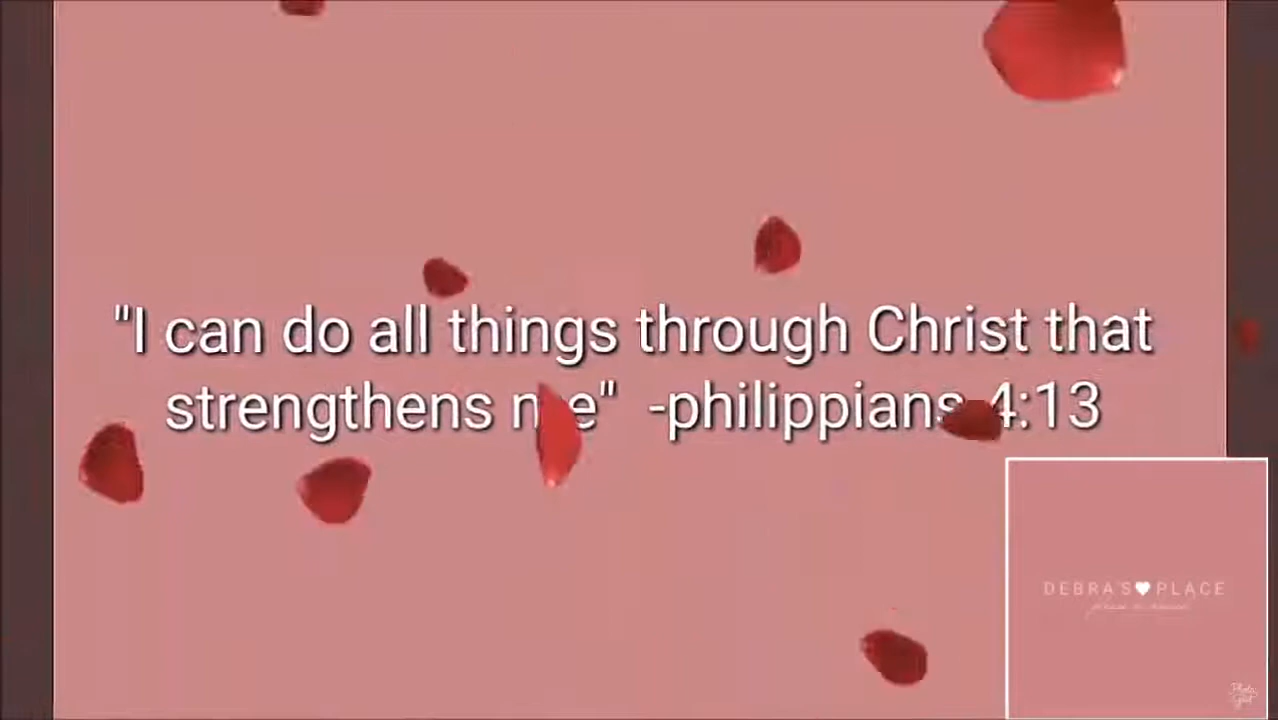 "I can do all things through Christ that
strengthens me" -philippians 4:13
DEBRA'S🤍PLACE